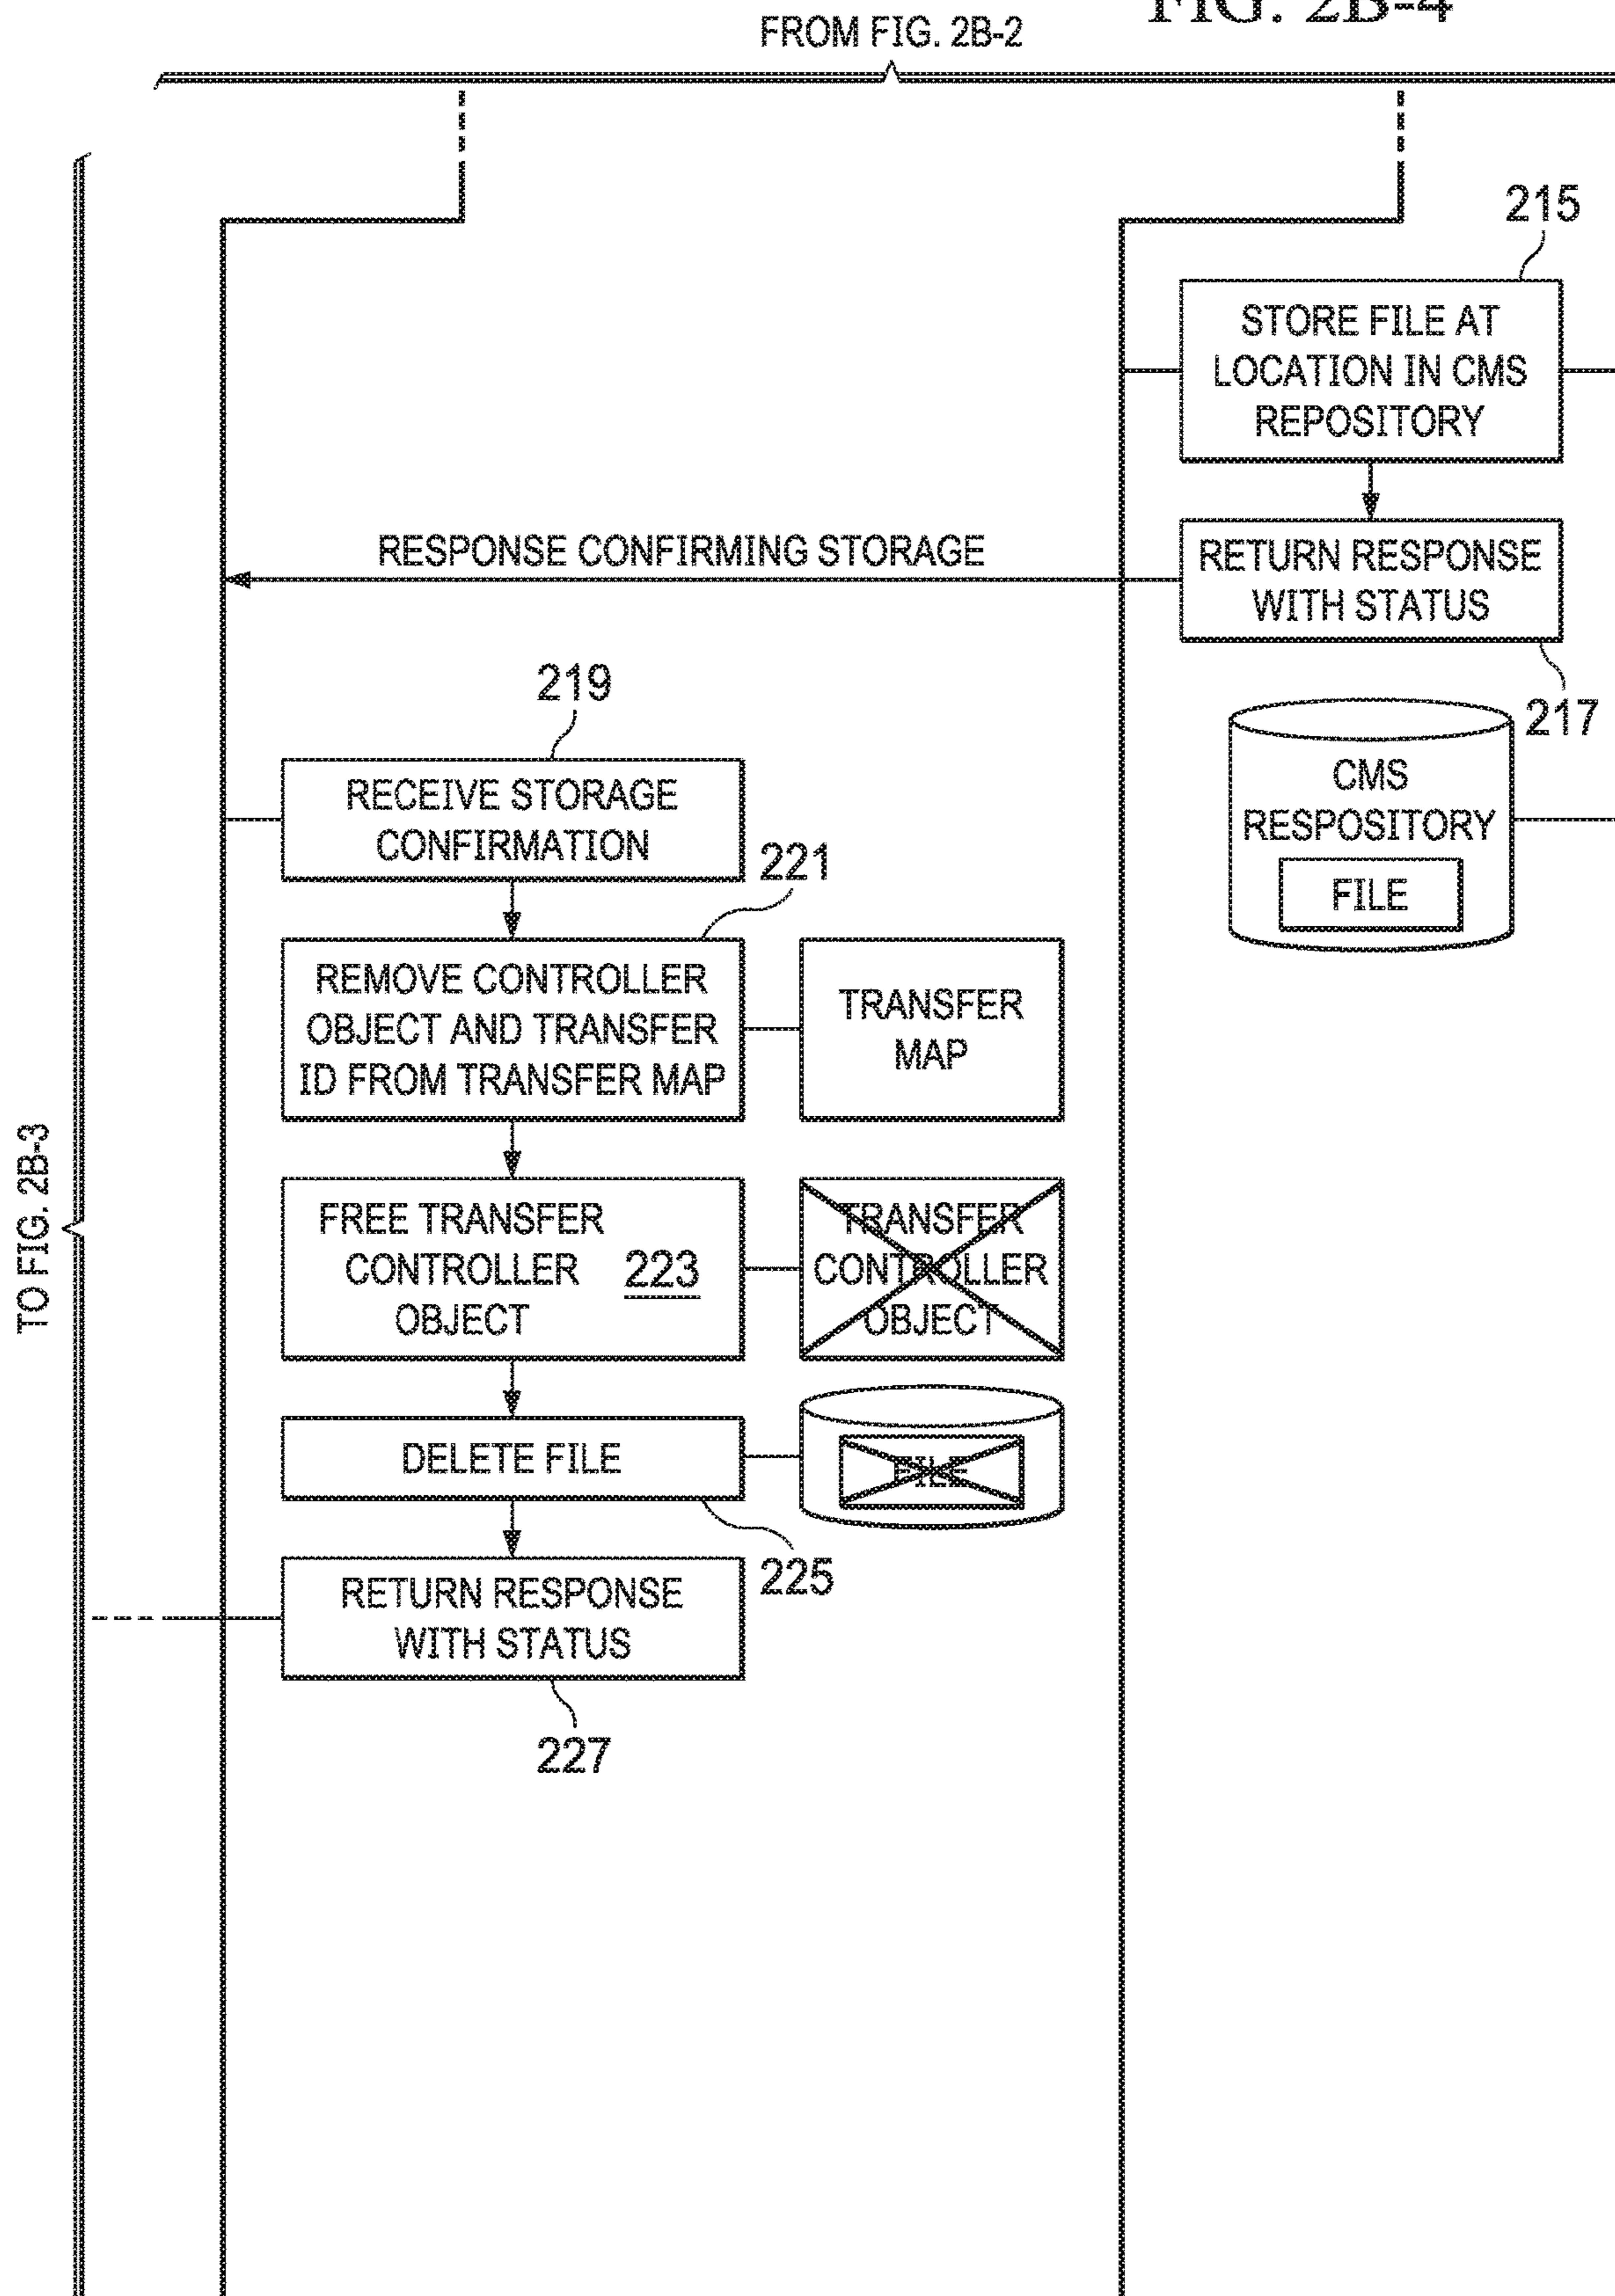 FIG. 2B-4
FROM FIG. 2B-2
215
STORE FILE AT
LOCATION IN CMS
REPOSITORY
RESPONSE CONFIRMING STORAGE
RETURN RESPONSE
WITH STATUS
217
219
CMS
RESPOSITORY
FILE
RECEIVE STORAGE
CONFIRMATION
221
REMOVE CONTROLLER
OBJECT AND TRANSFER
ID FROM TRANSFER MAP
TRANSFER
MAP
TO FIG. 2B-3
FREE TRANSFER
CONTROLLER
OBJECT
223
TRANSFER
CONTROLLER
OBJECT
DELETE FILE
FILE
225
RETURN RESPONSE
WITH STATUS
227